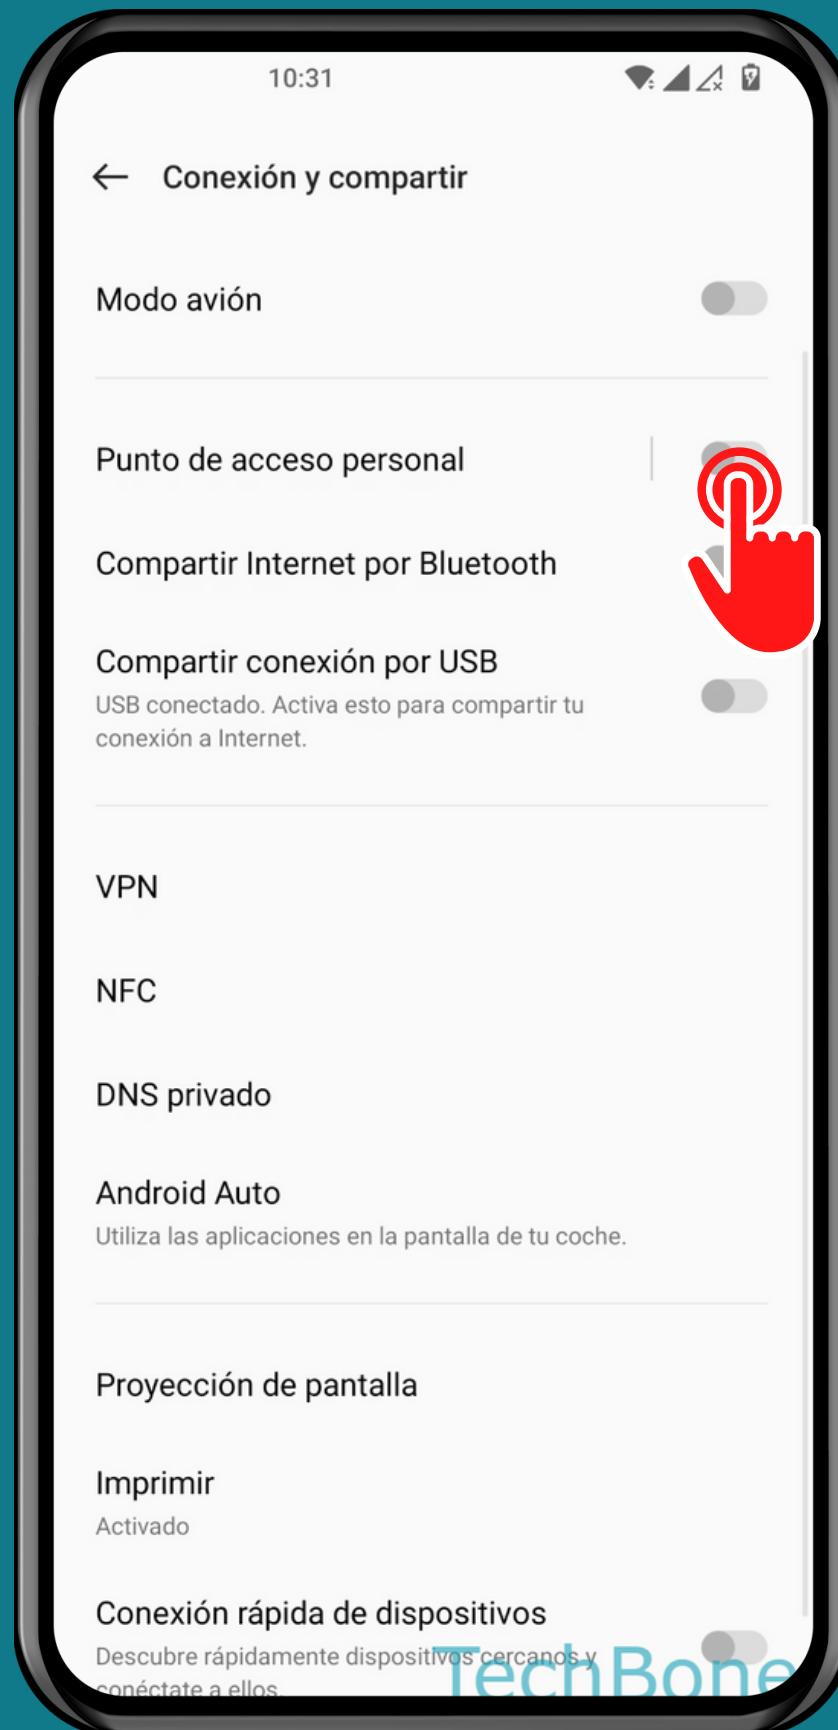 10:31
Conexión y compartir
Modo avión
Punto de acceso personal
Compartir Internet por Bluetooth
Compartir conexión por USB
USB conectado. Activa esto para compartir tu
conexión a Internet.
VPN
NFC
DNS privado
Android Auto
Utiliza las aplicaciones en la pantalla de tu coche.
Proyección de pantalla
Imprimir
Activado
Conexión rápida de dispositivos
Descubre rápidamente dispositivos cercanos y
conéctate a ellos.
TechBone